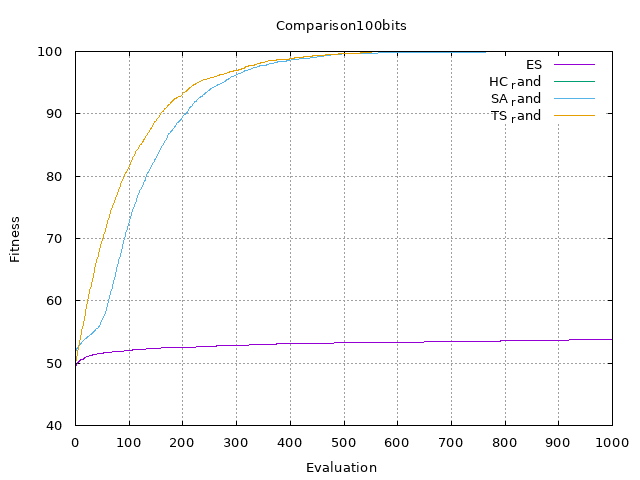 Comparison100bits
ES
HC rand
SA rand
TS rand
Fitness
100
90
80
70
60
50
40
0 100 200 300 400 500 600 700 800 900 1000
Evaluation